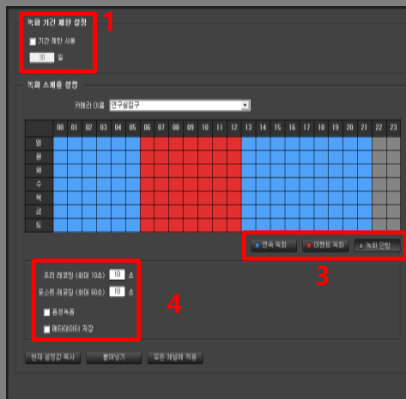 녹화 기간 제한 설정
1
기간 제한 사용
30 일
녹화 스케줄 설정
카메라 이름 연구실입구
00 01 02 03 04 05 06 07 08 09 10 11 12 13 14 15 16 17 18 19 20 21 22 23
일
월
화
수
목
금
토
연속 녹화 이벤트 녹화 녹화 안함
3
프리 레코딩 (최대 10초) 10 초
포스트 레코딩 (최대 60초) 10 초
4
음성녹음
메타데이터 저장
현재 설정값 복사 붙여넣기 모든 채널에 적용